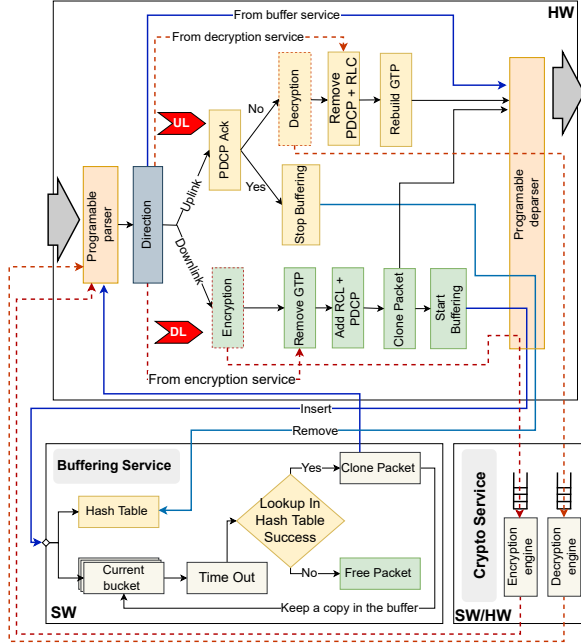 From buffer service
HW
From decryption service
UL
No
PDCP Ack
Decryption
Remove
PDCP + RLC
Rebuild GTP
Yes
Stop Buffering
Uplink
Programable
parser
Direction
Downlink
Programable
deparser
DL
Encryption
Remove GTP
Add RCL +
PDCP
Clone Packet
Start
Buffering
From encryption service
Insert
Remove
Buffering Service
Yes
Clone Packet
Hash Table
Lookup In
Hash Table
Success
Current
bucket
Time Out
No
Free Packet
Keep a copy in the buffer
SW
Crypto Service
Encryption
engine
Decryption
engine
SW/HW